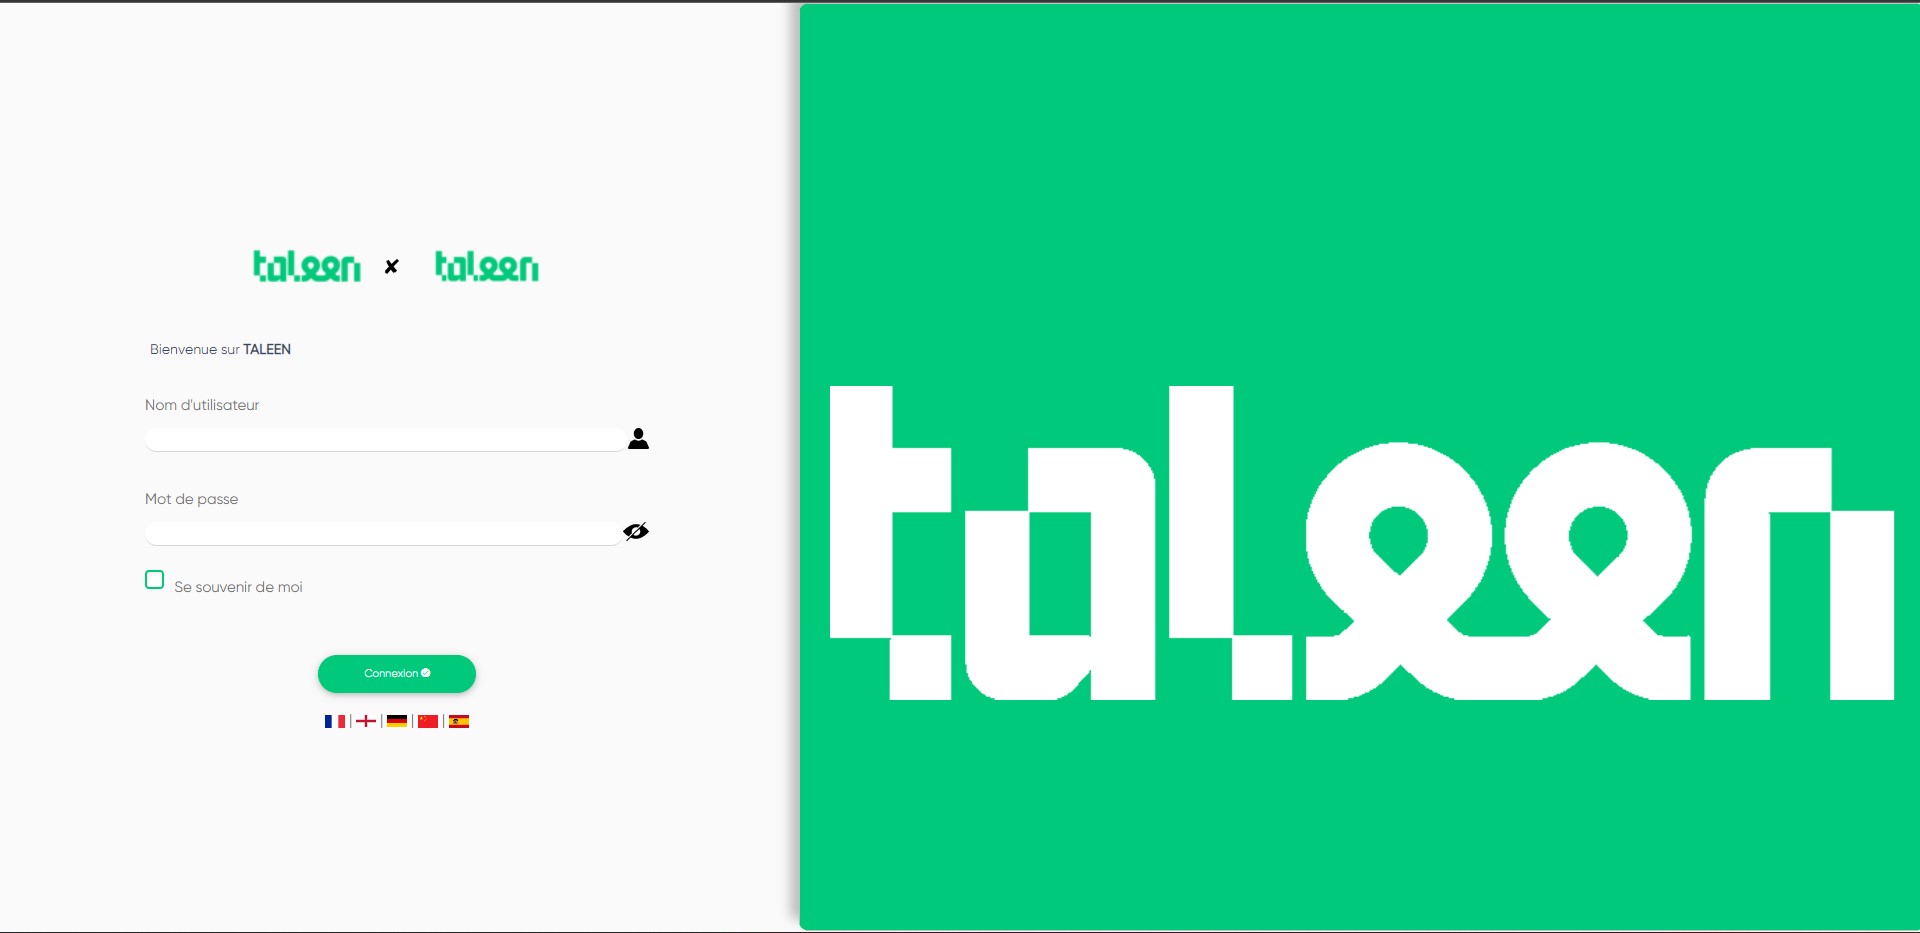 taleen ✘ taleen
Bienvenue sur TALEEN
Nom d'utilisateur
Mot de passe
Se souvenir de moi
Connexion
taleen